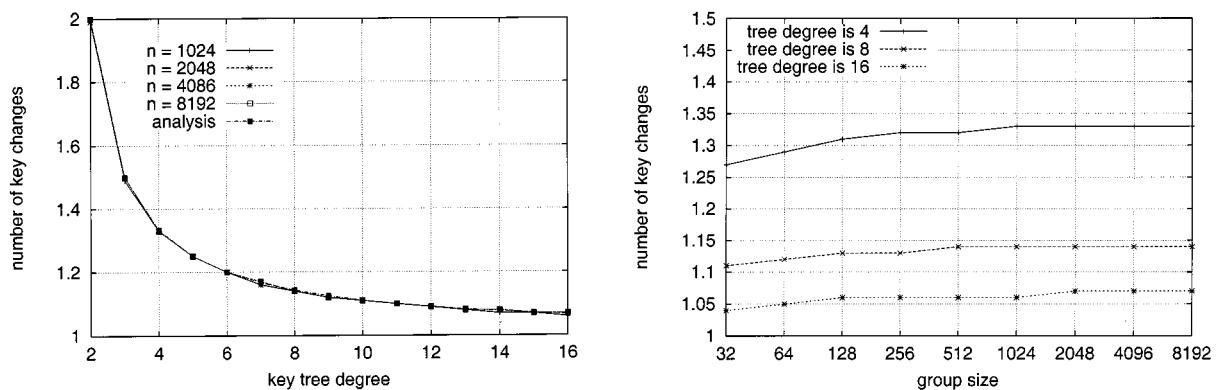 2
1.8
1.6
1.4
1.2
1
number of key changes
n = 1024
n = 2048
n = 4086
n = 8192
analysis
2 4 6 8 10 12 14 16
key tree degree
1.5
1.45
1.4
1.35
1.3
1.25
1.2
1.15
1.1
1.05
1
number of key changes
tree degree is 4
tree degree is 8
tree degree is 16
32 64 128 256 512 1024 2048 4096 8192
group size